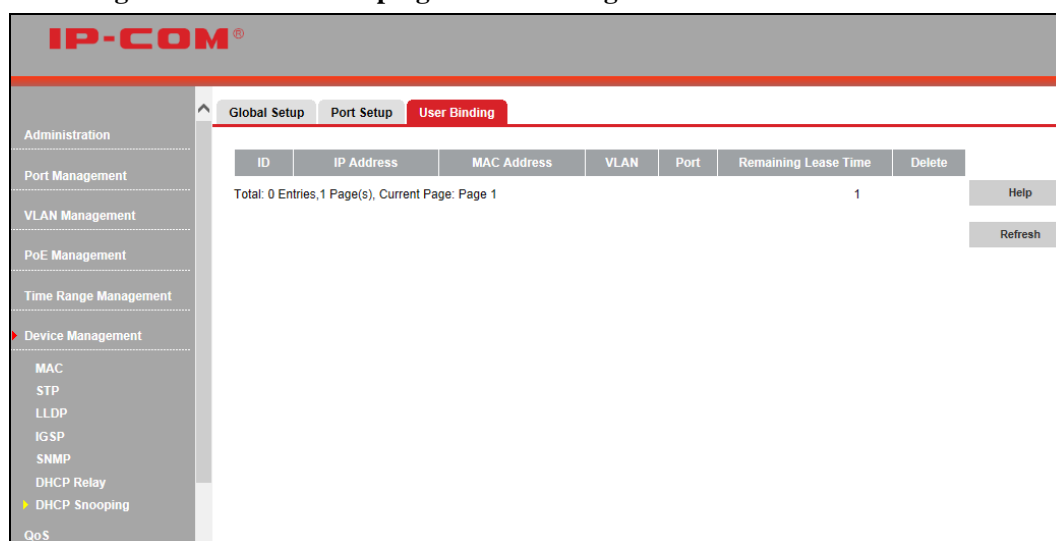 IP-COM®
Global Setup Port Setup User Binding
Administration
ID IP Address MAC Address VLAN Port Remaining Lease Time Delete
Port Management
Total: 0 Entries,1 Page(s), Current Page: Page 1 1 Help
VLAN Management
Refresh
PoE Management
Time Range Management
Device Management
MAC
STP
LLDP
IGSP
SNMP
DHCP Relay
DHCP Snooping
QoS